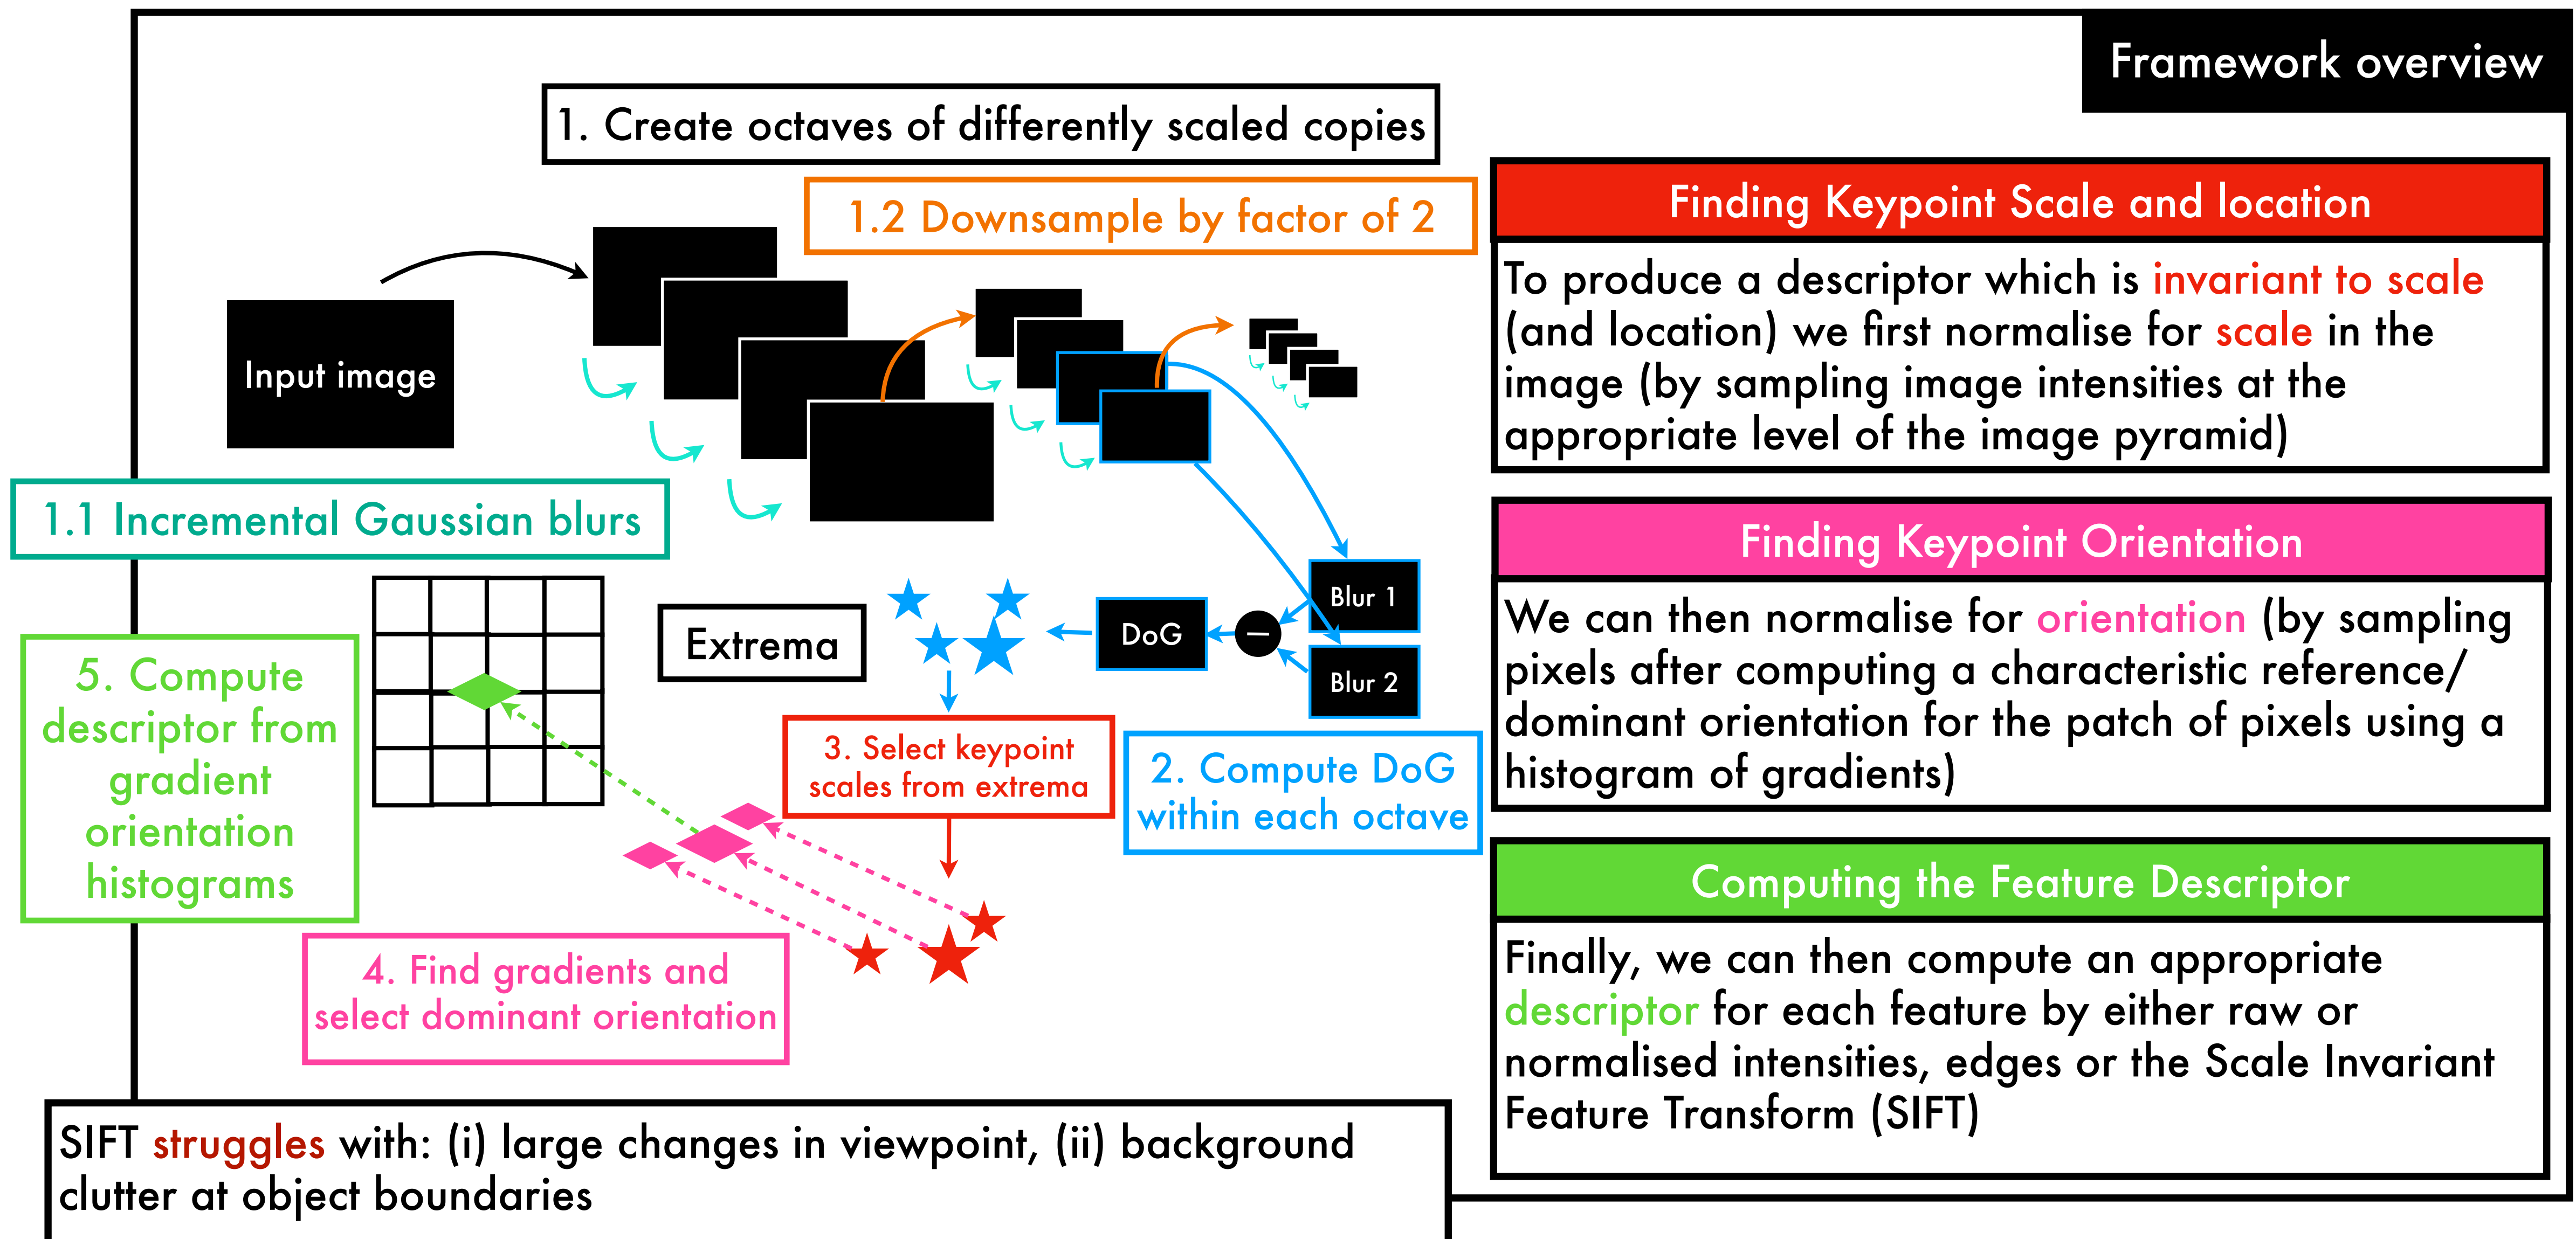 Framework overview
1. Create octaves of differently scaled copies
1.2 Downsample by factor of 2
Input image
1.1 Incremental Gaussian blurs
Blur 1
Blur 2
–
DoG
Extrema
2. Compute DoG
within each octave
3. Select keypoint
scales from extrema
4. Find gradients and
select dominant orientation
5. Compute
descriptor from
gradient
orientation
histograms
SIFT struggles with: (i) large changes in viewpoint, (ii) background
clutter at object boundaries
Finding Keypoint Scale and location
To produce a descriptor which is invariant to scale
(and location) we first normalise for scale in the
image (by sampling image intensities at the
appropriate level of the image pyramid)
Finding Keypoint Orientation
We can then normalise for orientation (by sampling
pixels after computing a characteristic reference/
dominant orientation for the patch of pixels using a
histogram of gradients)
Computing the Feature Descriptor
Finally, we can then compute an appropriate
descriptor for each feature by either raw or
normalised intensities, edges or the Scale Invariant
Feature Transform (SIFT)